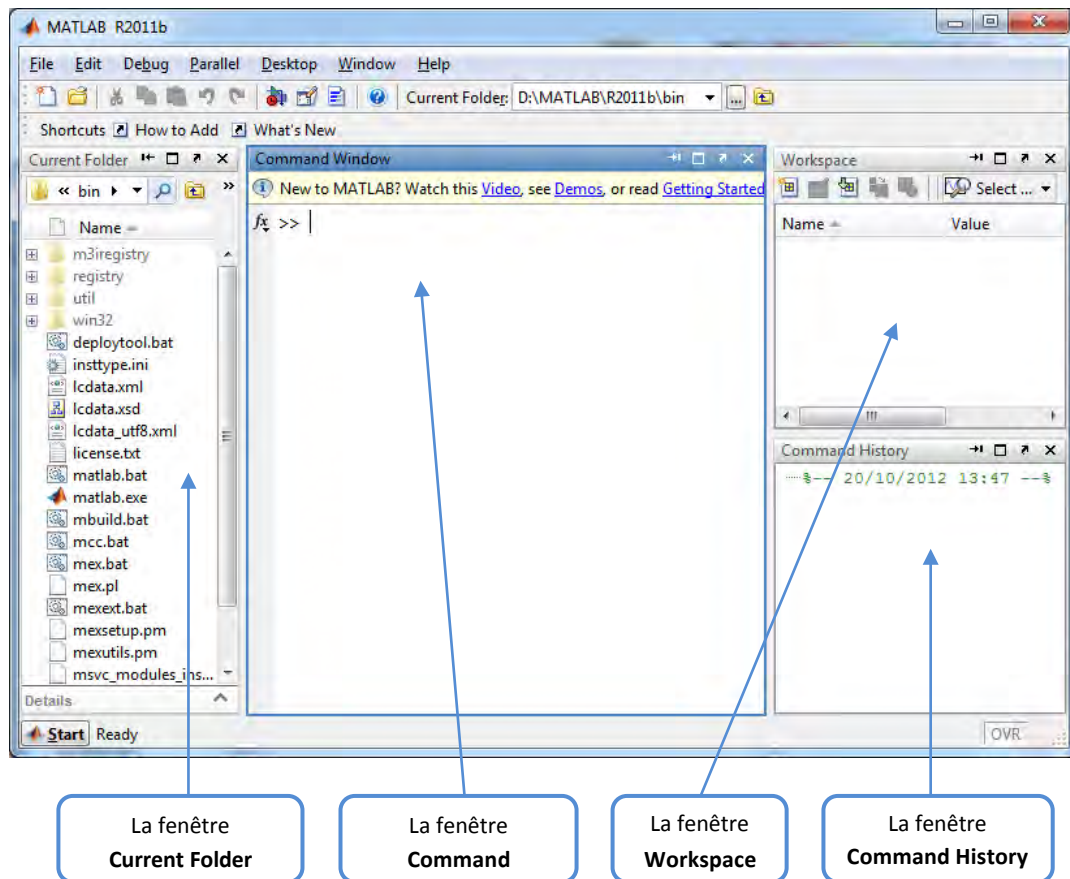 MATLAB R2011b
File Edit Debug Parallel Desktop Window Help
Current Folder: D:\MATLAB\R2011b\bin
Shortcuts How to Add What's New
Current Folder
« bin
»
Name
m3iregistry
registry
util
win32
deploytool.bat
insttype.ini
lcdata.xml
lcdata.xsd
lcdata_utf8.xml
license.txt
matlab.bat
matlab.exe
mbuild.bat
mcc.bat
mex.bat
mex.pl
mexext.bat
mexsetup.pm
mexutils.pm
msvc_modules_ins...
Details
Command Window
New to MATLAB? Watch this Video, see Demos, or read Getting Started
fx >>
Workspace
Select ...
Name Value
Command History
%-- 20/10/2012 13:47 --%
Start Ready
OVR
La fenêtre
Current Folder
La fenêtre
Command
La fenêtre
Workspace
La fenêtre
Command History